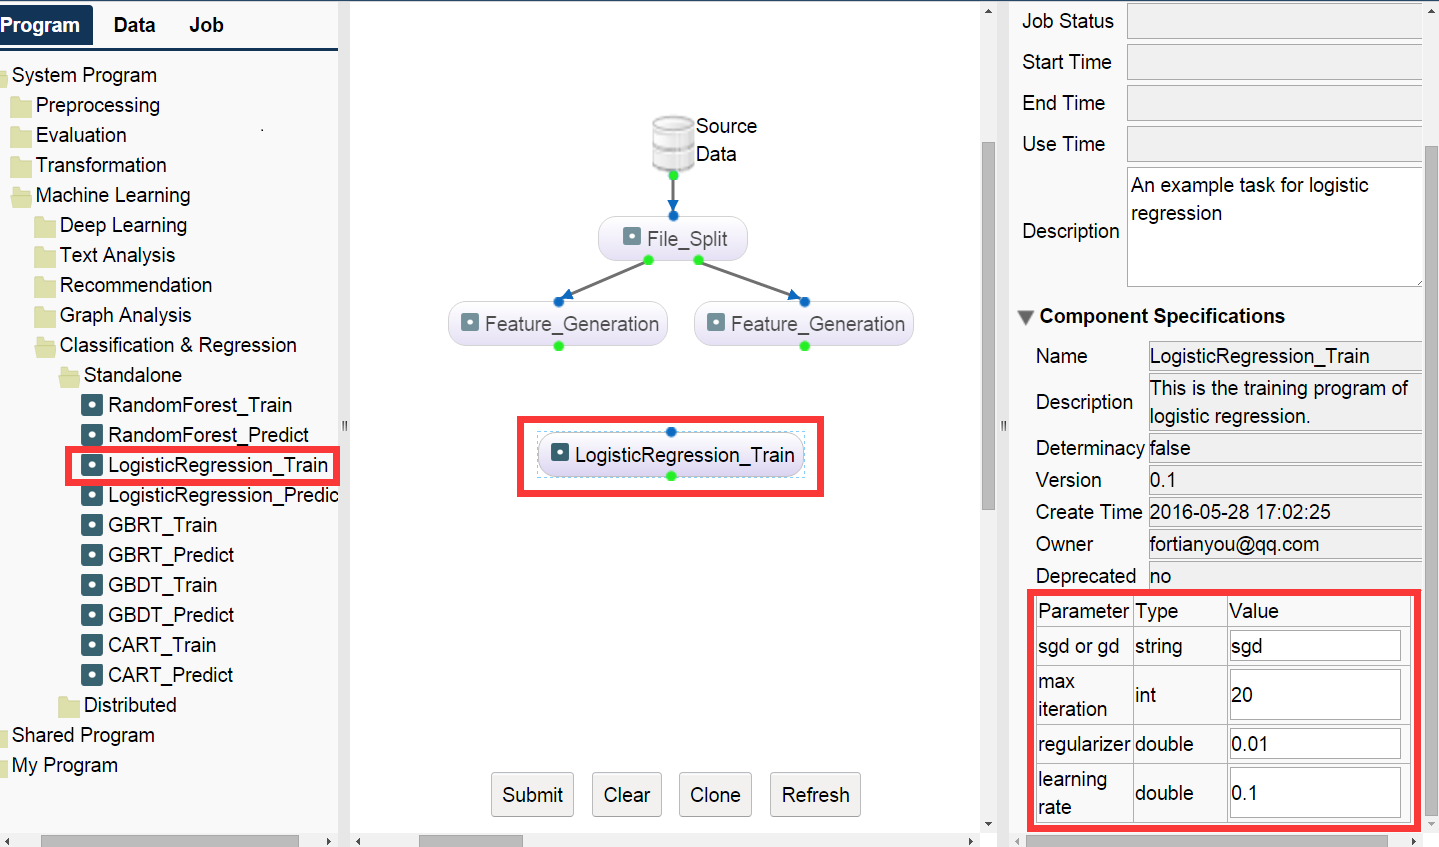 Program Data Job
System Program
Preprocessing
Evaluation
Transformation
Machine Learning
Deep Learning
Text Analysis
Recommendation
Graph Analysis
Classification & Regression
Standalone
RandomForest_Train
RandomForest_Predict
LogisticRegression_Train
LogisticRegression_Predic
GBRT_Train
GBRT_Predict
GBDT_Train
GBDT_Predict
CART_Train
CART_Predict
Distributed
Shared Program
My Program
Source
Data
File_Split
Feature_Generation Feature_Generation
LogisticRegression_Train
Submit Clear Clone Refresh
Job Status
Start Time
End Time
Use Time
Description An example task for logistic
regression
Component Specifications
Name LogisticRegression_Train
Description This is the training program of
logistic regression.
Determinacy false
Version 0.1
Create Time 2016-05-28 17:02:25
Owner fortianyou@qq.com
Deprecated no
Parameter Type Value
sgd or gd string sgd
max
iteration int 20
regularizer double 0.01
learning
rate double 0.1